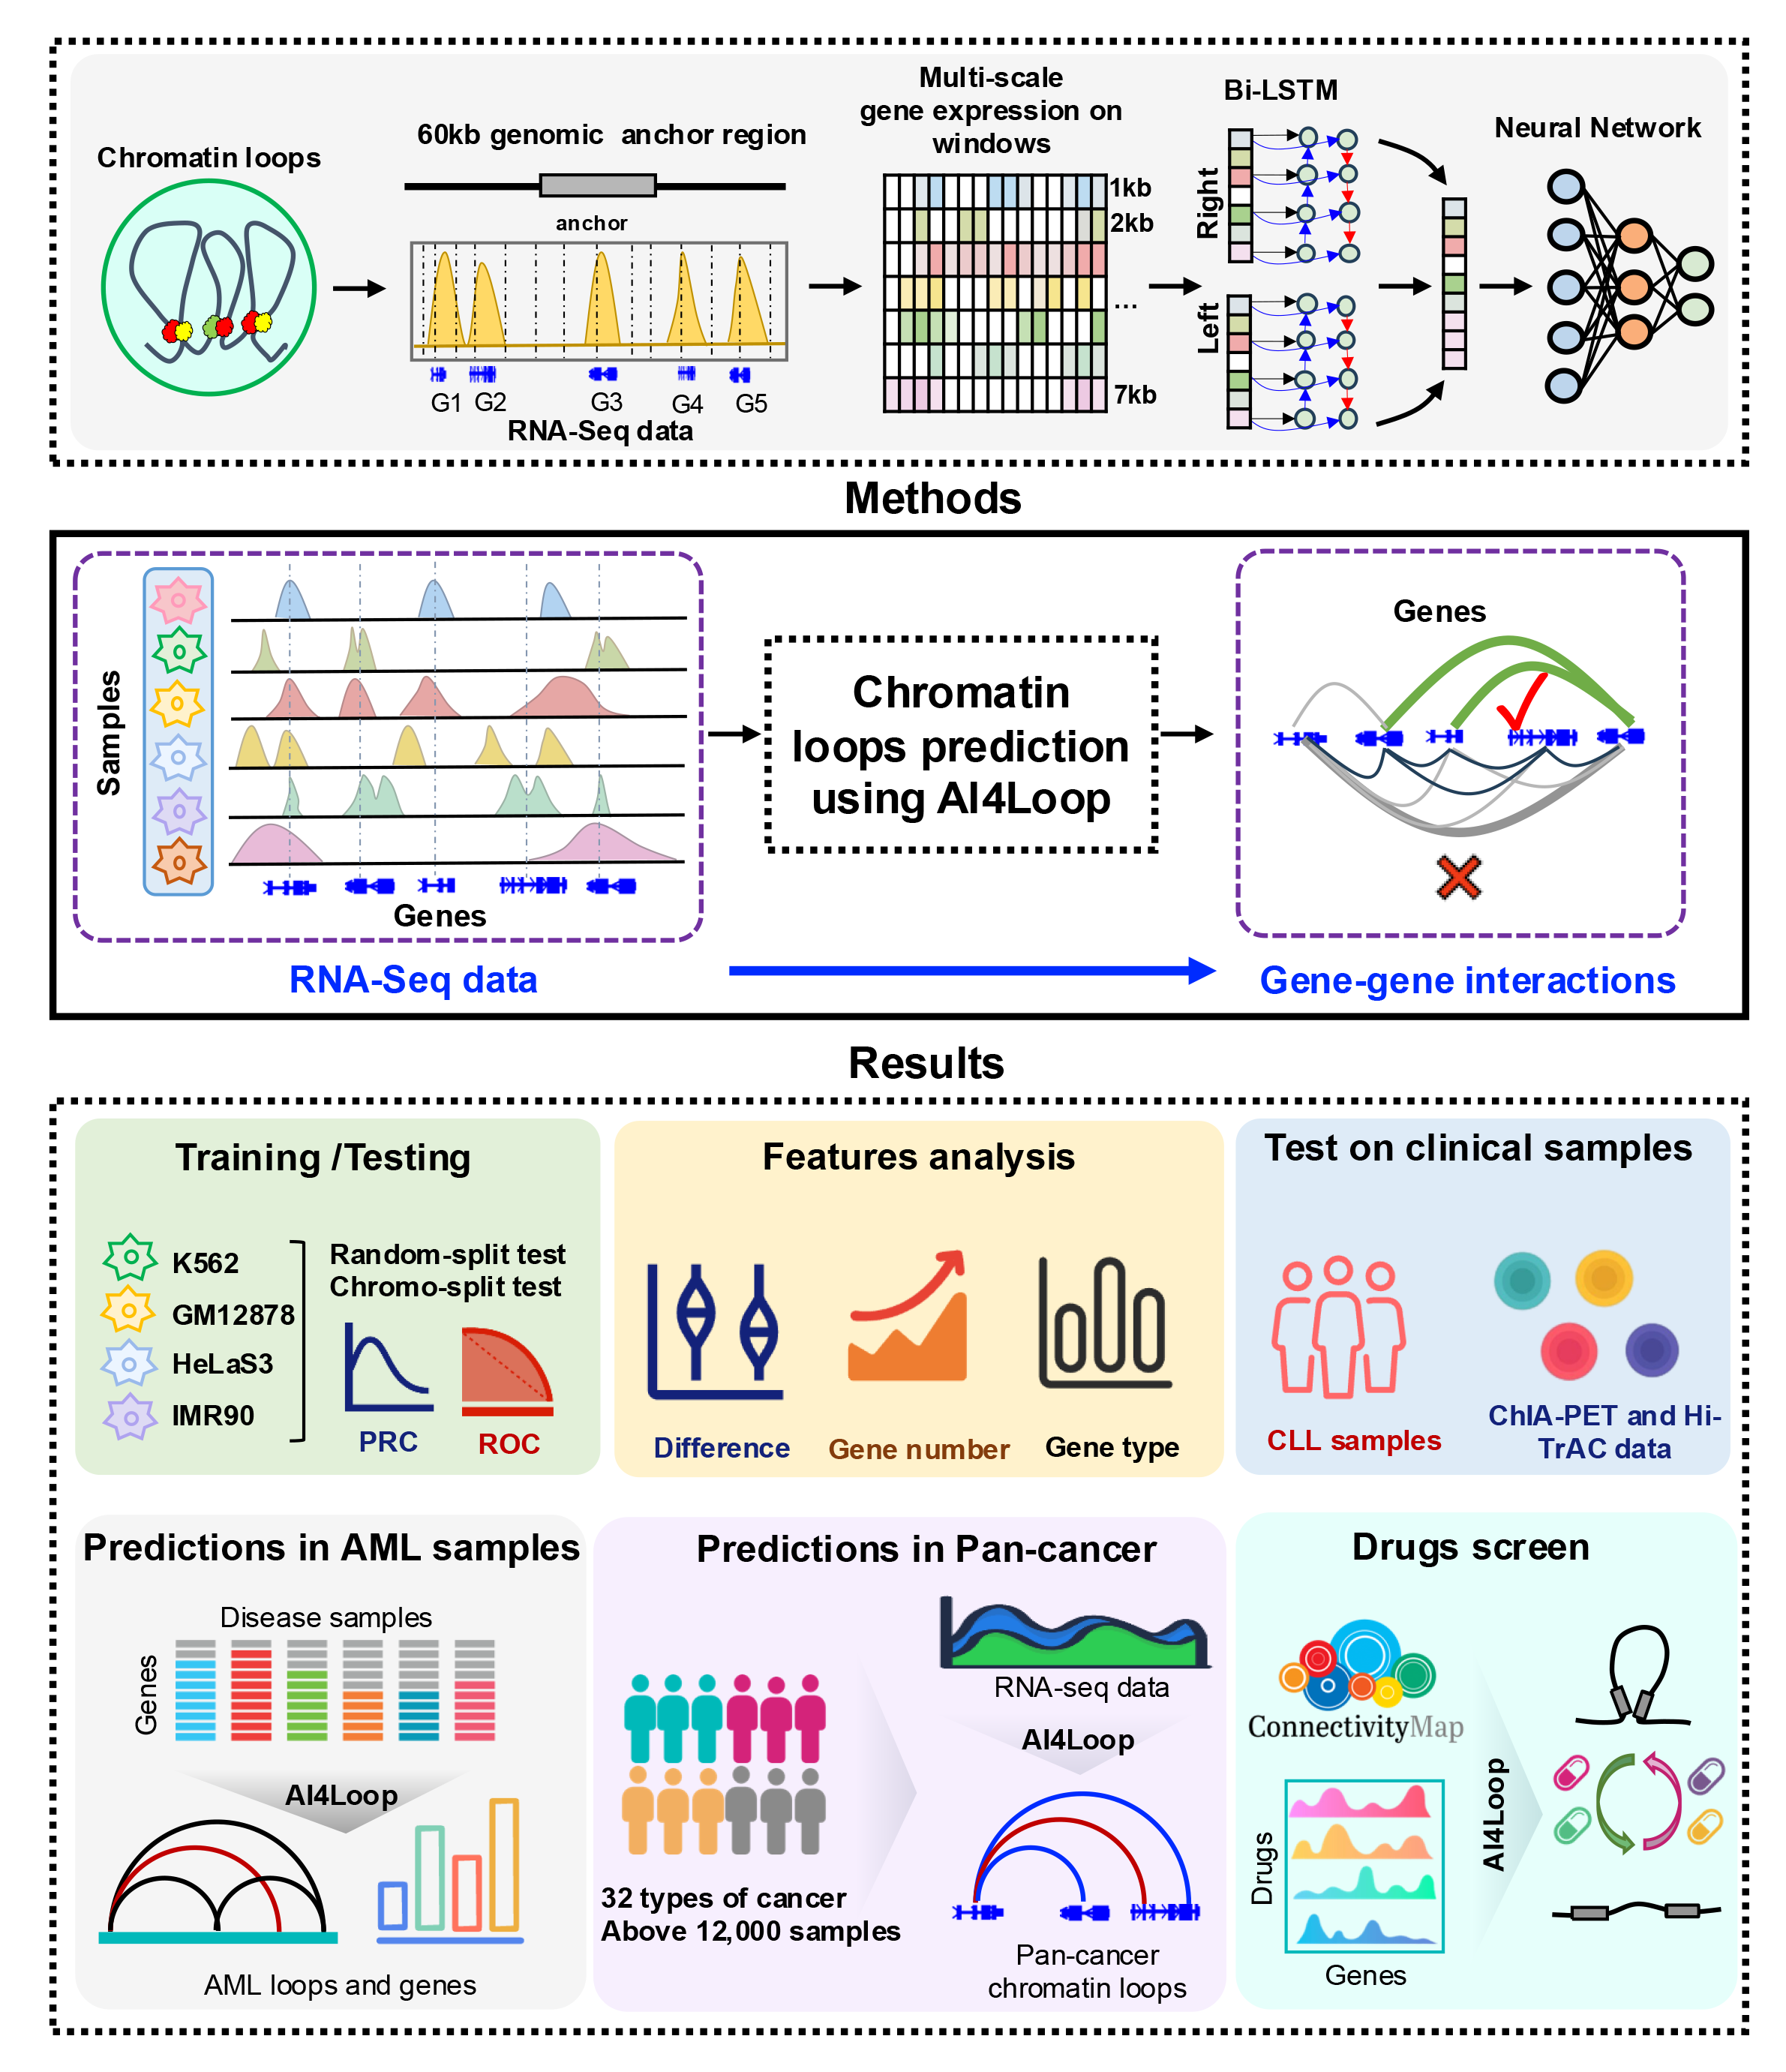 Chromatin loops
60kb genomic anchor region
anchor
G1 G2 G3 G4 G5
RNA-Seq data
Multi-scale
gene expression on
windows
1kb
2kb
...
7kb
Bi-LSTM
Right
Left
Neural Network
Methods
Samples
Genes
RNA-Seq data
Chromatin
loops prediction
using AI4Loop
Genes
Gene-gene interactions
Results
Training /Testing
K562
GM12878
HeLaS3
IMR90
Random-split test
Chromo-split test
PRC
ROC
Features analysis
Difference
Gene number
Gene type
Test on clinical samples
CLL samples
ChIA-PET and Hi-
TrAC data
Predictions in AML samples
Disease samples
Genes
AI4Loop
AML loops and genes
Predictions in Pan-cancer
32 types of cancer
Above 12,000 samples
RNA-seq data
AI4Loop
Pan-cancer
chromatin loops
Drugs screen
ConnectivityMap
Drugs
Genes
AI4Loop